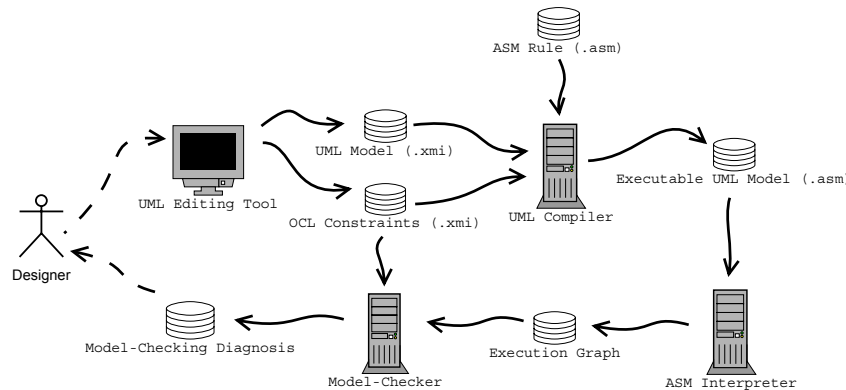 ASM Rule (.asm)
UML Model (.xmi)
Executable UML Model (.asm)
UML Editing Tool
OCL Constraints (.xmi)
UML Compiler
Designer
Model-Checking Diagnosis
Execution Graph
Model-Checker
ASM Interpreter